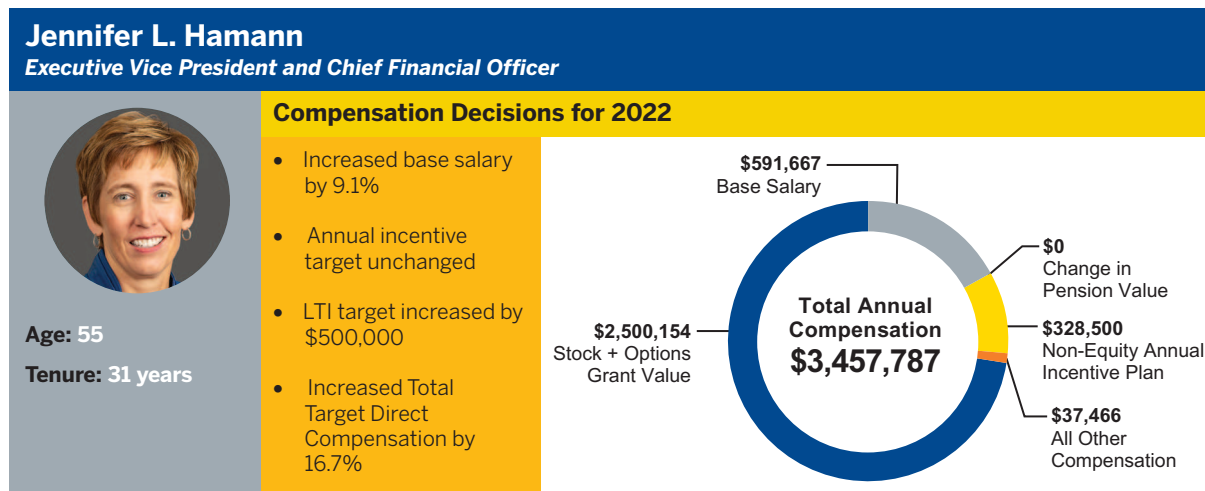 Jennifer L. Hamann
Executive Vice President and Chief Financial Officer
Age: 55
Tenure: 31 years
Compensation Decisions for 2022
• Increased base salary
by 9.1%
• Annual incentive
target unchanged
• LTI target increased by
$500,000
• Increased Total
Target Direct
Compensation by
16.7%
$591,667
Base Salary
$0
Change in
Pension Value
$328,500
Non-Equity Annual
Incentive Plan
$37,466
All Other
Compensation
$2,500,154
Stock + Options
Grant Value
Total Annual
Compensation
$3,457,787